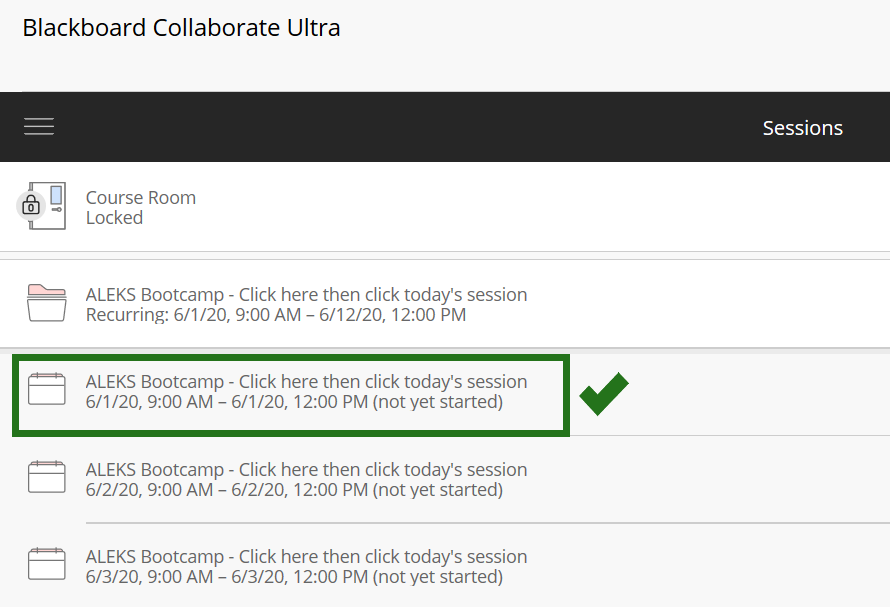 Blackboard Collaborate Ultra
Sessions
Course Room
Locked
ALEKS Bootcamp - Click here then click today's session
Recurring: 6/1/20, 9:00 AM – 6/12/20, 12:00 PM
ALEKS Bootcamp - Click here then click today's session
6/1/20, 9:00 AM – 6/1/20, 12:00 PM (not yet started)
ALEKS Bootcamp - Click here then click today's session
6/2/20, 9:00 AM – 6/2/20, 12:00 PM (not yet started)
ALEKS Bootcamp - Click here then click today's session
6/3/20, 9:00 AM – 6/3/20, 12:00 PM (not yet started)